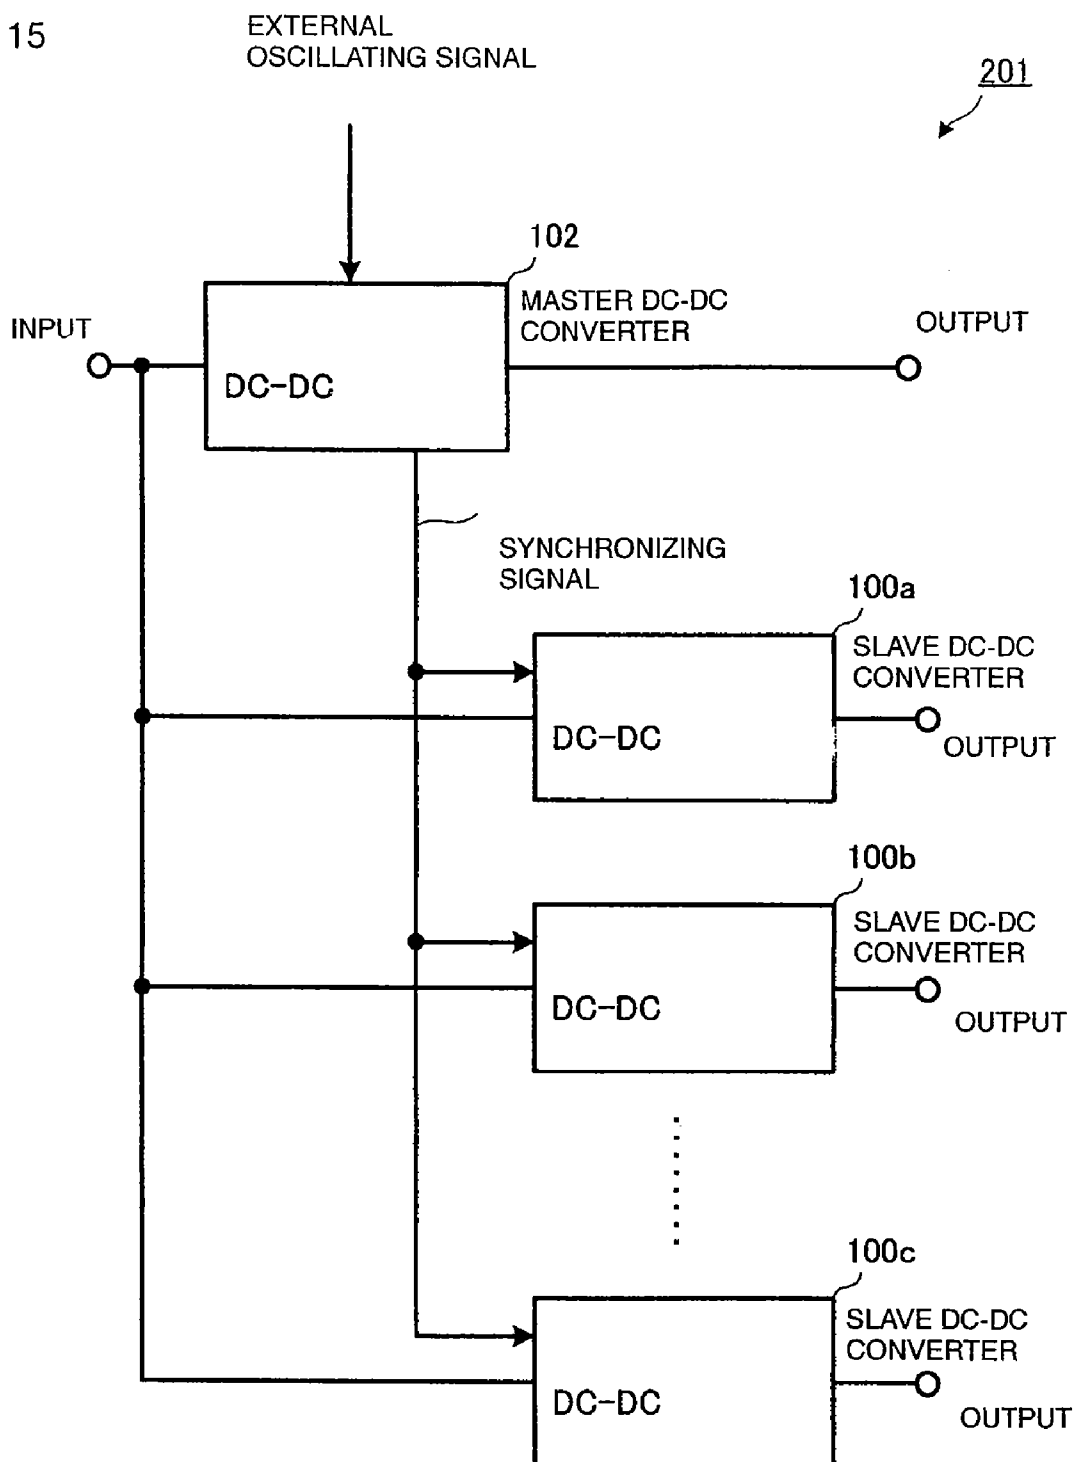 15
EXTERNAL
OSCILLATING SIGNAL
201
102
MASTER DC-DC
CONVERTER
INPUT
OUTPUT
DC-DC
SYNCHRONIZING
SIGNAL
100a
SLAVE DC-DC
CONVERTER
DC-DC
OUTPUT
100b
SLAVE DC-DC
CONVERTER
DC-DC
OUTPUT
100c
SLAVE DC-DC
CONVERTER
DC-DC
OUTPUT